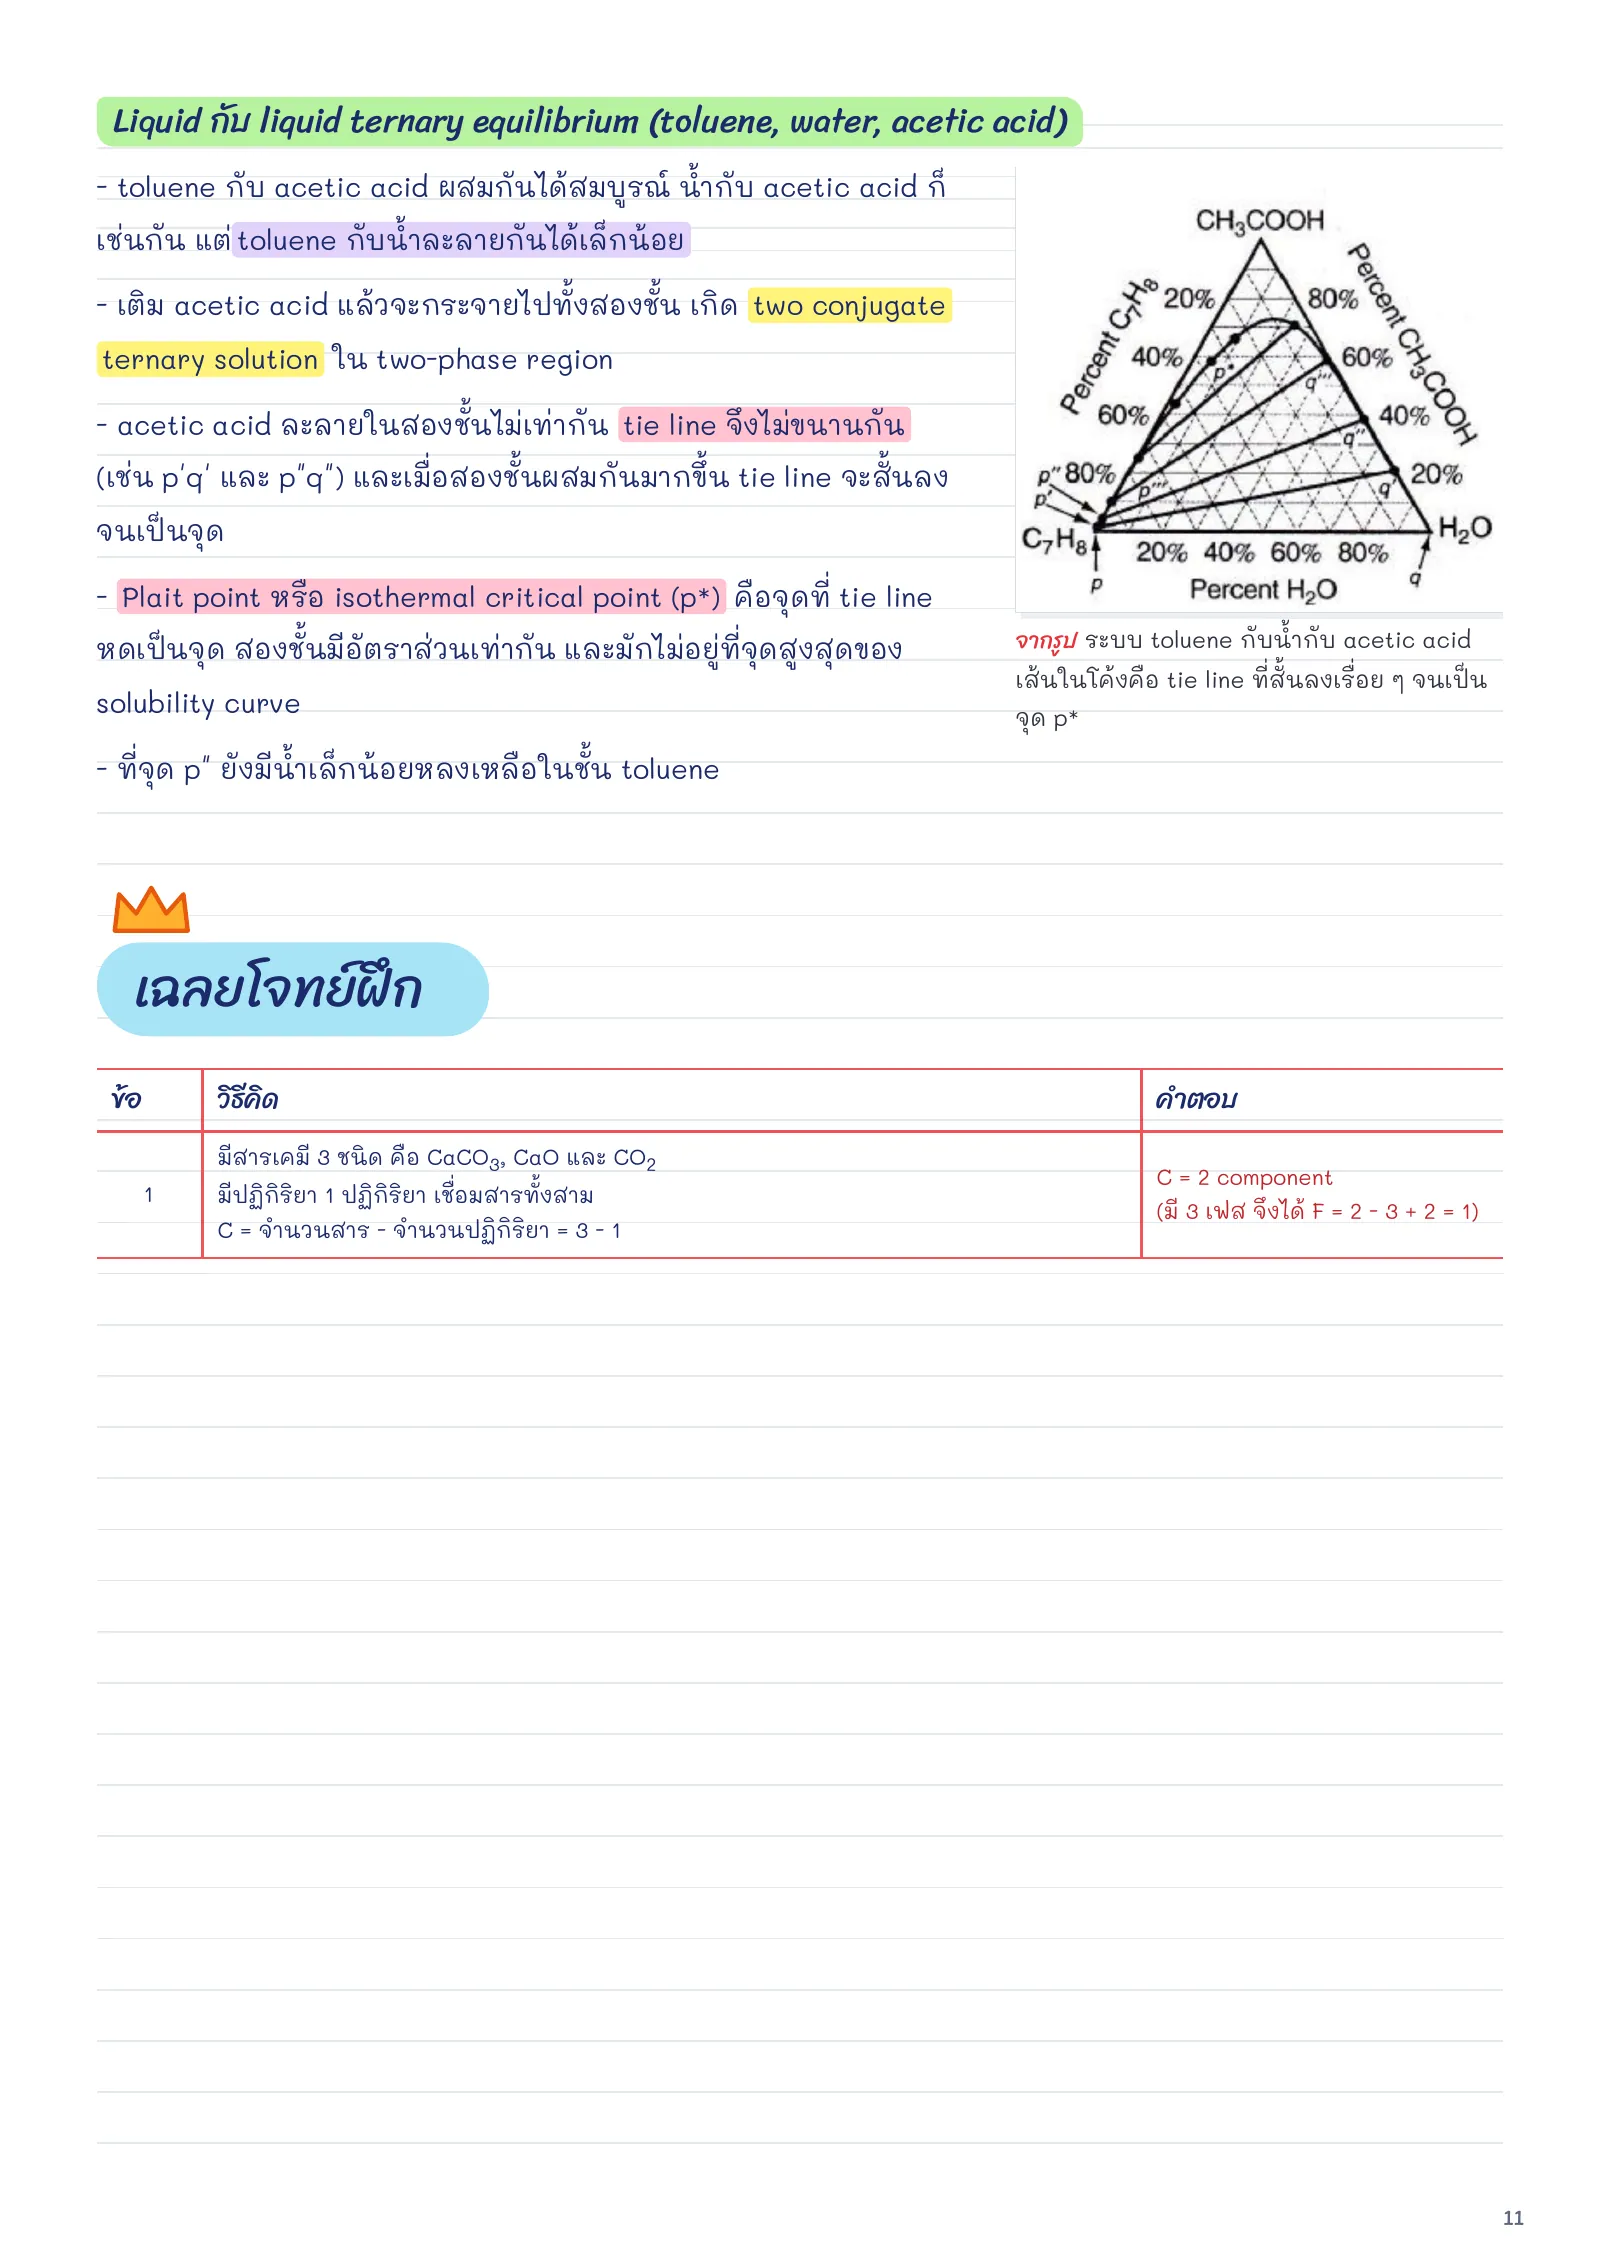 Liquid กับ liquid ternary equilibrium (toluene, water, acetic acid)
- toluene กับ acetic acid ผสมกันได้สมบูรณ์ น้ำกับ acetic acid ก็
เช่นกัน แต่ toluene กับน้ำละลายกันได้เล็กน้อย
- เติม acetic acid แล้วจะกระจายไปทั้งสองชั้น เกิด two conjugate
ternary solution ใน two-phase region
- acetic acid ละลายในสองชั้นไม่เท่ากัน tie line จึงไม่ขนานกัน
(เช่น p′q′ และ p″q″) และเมื่อสองชั้นผสมกันมากขึ้น tie line จะสั้นลง
จนเป็นจุด
- Plait point หรือ isothermal critical point (p*) คือจุดที่ tie line
หดเป็นจุด สองชั้นมีอัตราส่วนเท่ากัน และมักไม่อยู่ที่จุดสูงสุดของ
solubility curve
- ที่จุด p″ ยังมีน้ำเล็กน้อยหลงเหลือในชั้น toluene
CH₃COOH
Percent C₇H₈
Percent CH₃COOH
20% 80%
40% 60%
p* q‴
60% 40%
q″
p″ 80% 20%
p′ p‴ q′
C₇H₈ H₂O
20% 40% 60% 80%
p q
Percent H₂O
จากรูป ระบบ toluene กับน้ำกับ acetic acid
เส้นในโค้งคือ tie line ที่สั้นลงเรื่อย ๆ จนเป็น
จุด p*
เฉลยโจทย์ฝึก
ข้อ วิธีคิด คำตอบ
1
มีสารเคมี 3 ชนิด คือ CaCO₃, CaO และ CO₂
มีปฏิกิริยา 1 ปฏิกิริยา เชื่อมสารทั้งสาม
C = จำนวนสาร - จำนวนปฏิกิริยา = 3 - 1
C = 2 component
(มี 3 เฟส จึงได้ F = 2 - 3 + 2 = 1)
11